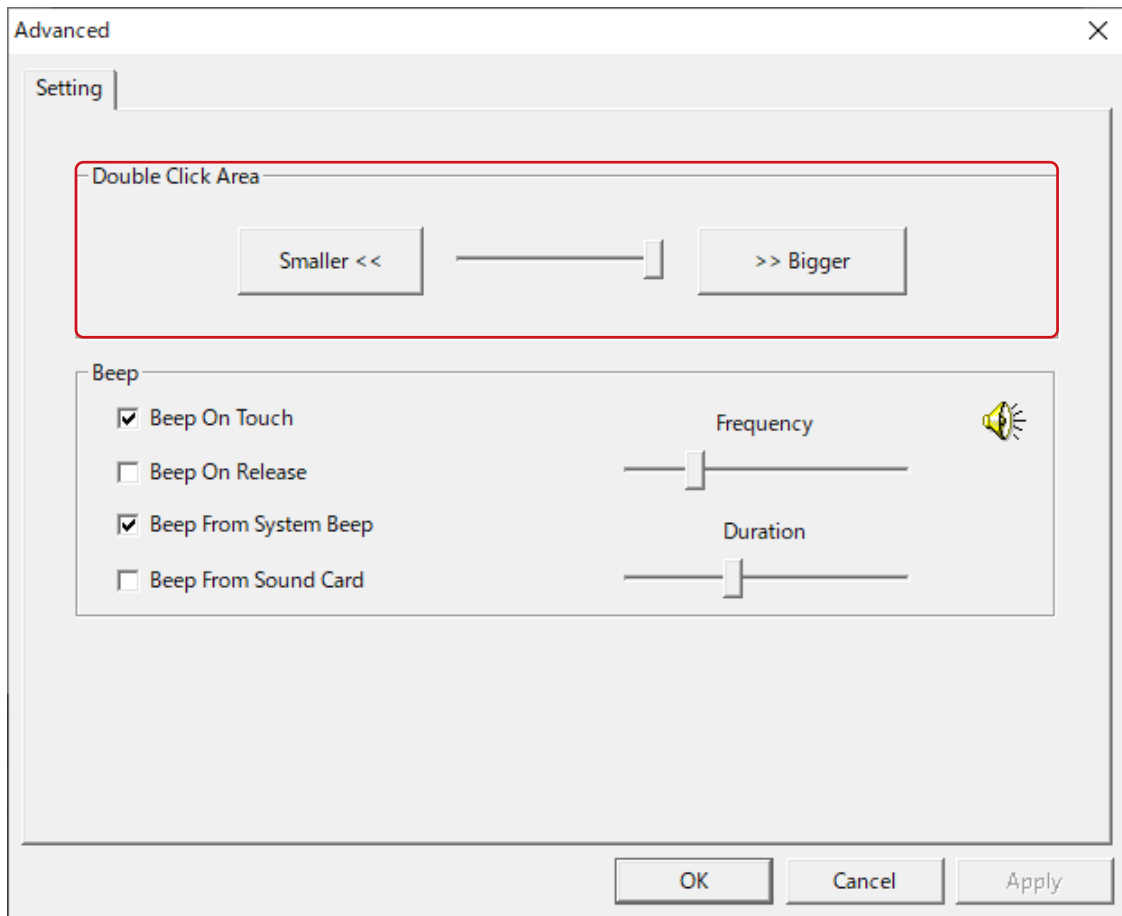 Advanced
Setting
Double Click Area
Smaller << >> Bigger
Beep
Beep On Touch
Frequency
Beep On Release
Beep From System Beep
Duration
Beep From Sound Card
OK Cancel Apply